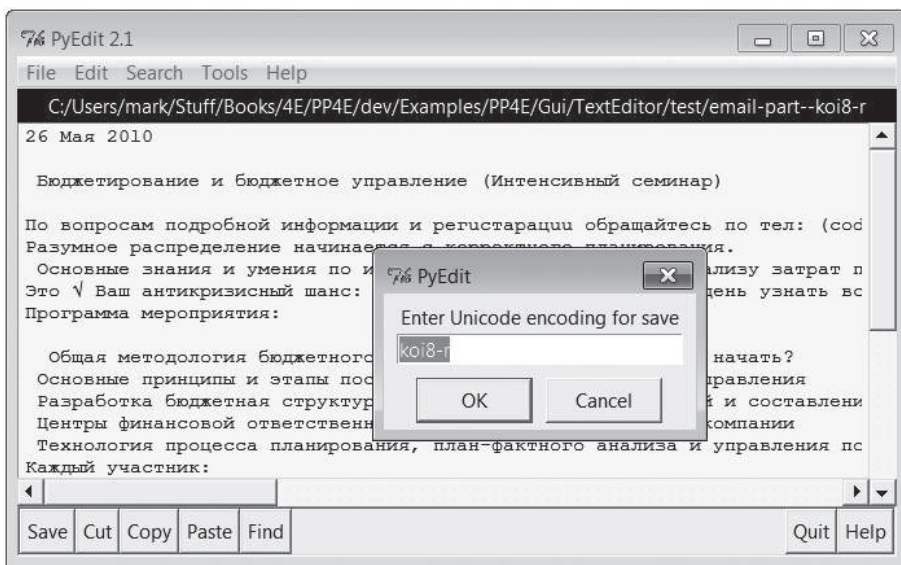 PyEdit 2.1
File Edit Search Tools Help
C:/Users/mark/Stuff/Books/4E/PP4E/dev/Examples/PP4E/Gui/TextEditor/test/email-part--koi8-r
26 Мая 2010
Бюджетирование и бюджетное управление (Интенсивный семинар)
По вопросам подробной информации и регuстарацuu обращайтесь по тел: (cod
Разумное распределение начинается с корректного планирования.
Основные знания и умения по и ализу затрат п
Это √ Ваш антикризисный шанс: день узнать вс
Программа мероприятия:
Общая методология бюджетного начать?
Основные принципы и этапы пос правления
Разработка бюджетная структур й и составлени
Центры финансовой ответственн компании
Технология процесса планирования, план-фактного анализа и управления пс
Каждый участник:
PyEdit
Enter Unicode encoding for save
koi8-r
OK Cancel
Save Cut Copy Paste Find Quit Help